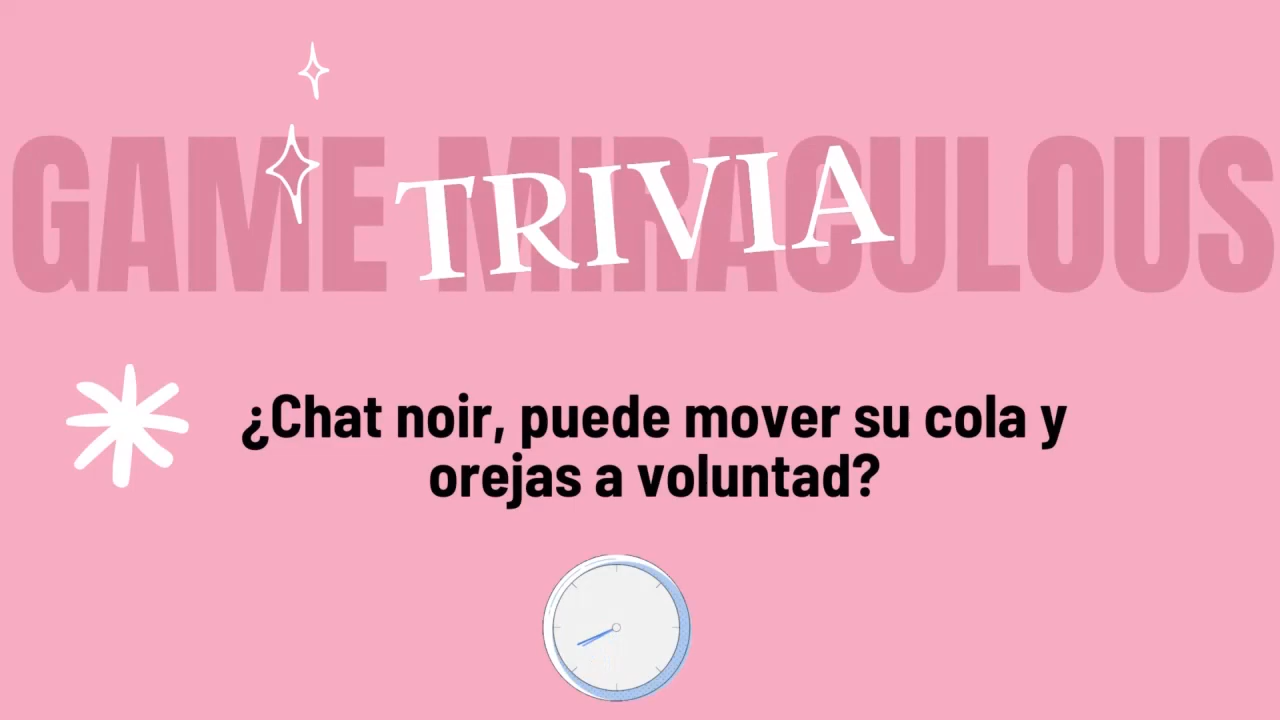 GAME MIRACULOUS
TRIVIA
¿Chat noir, puede mover su cola y
orejas a voluntad?